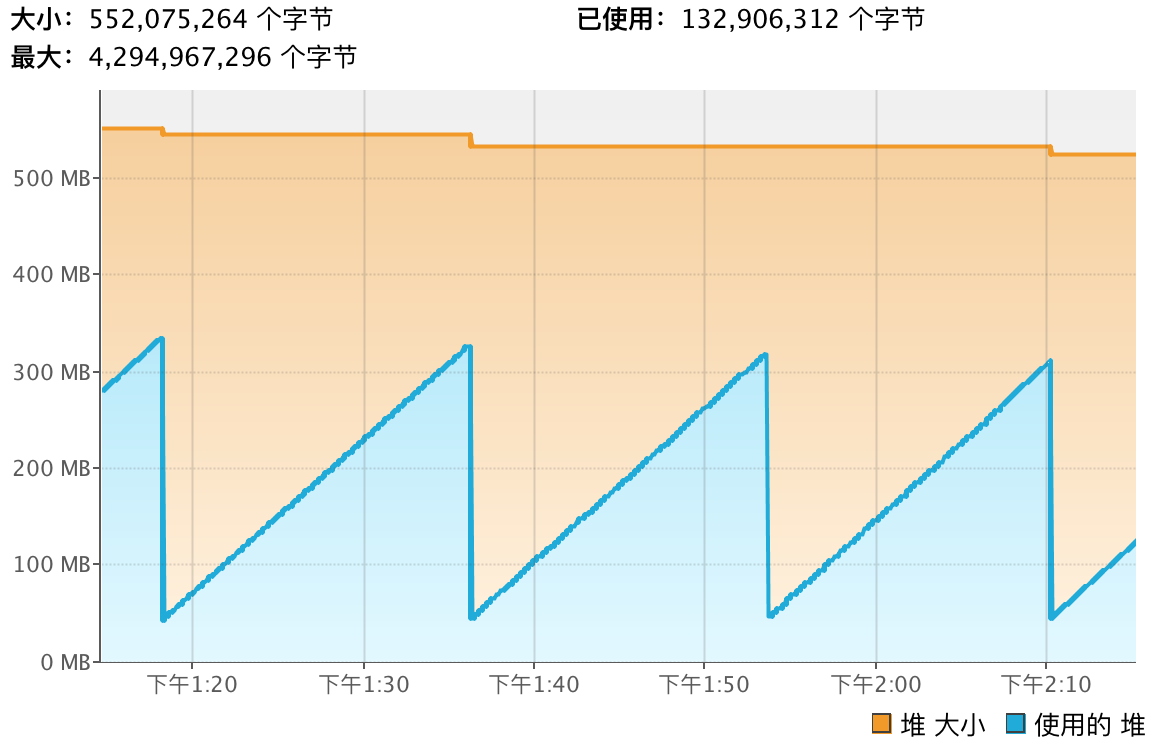 大小： 552,075,264 个字节 已使用： 132,906,312 个字节
最大： 4,294,967,296 个字节
500 MB
400 MB
300 MB
200 MB
100 MB
0 MB
下午1:20 下午1:30 下午1:40 下午1:50 下午2:00 下午2:10
堆 大小 使用的 堆